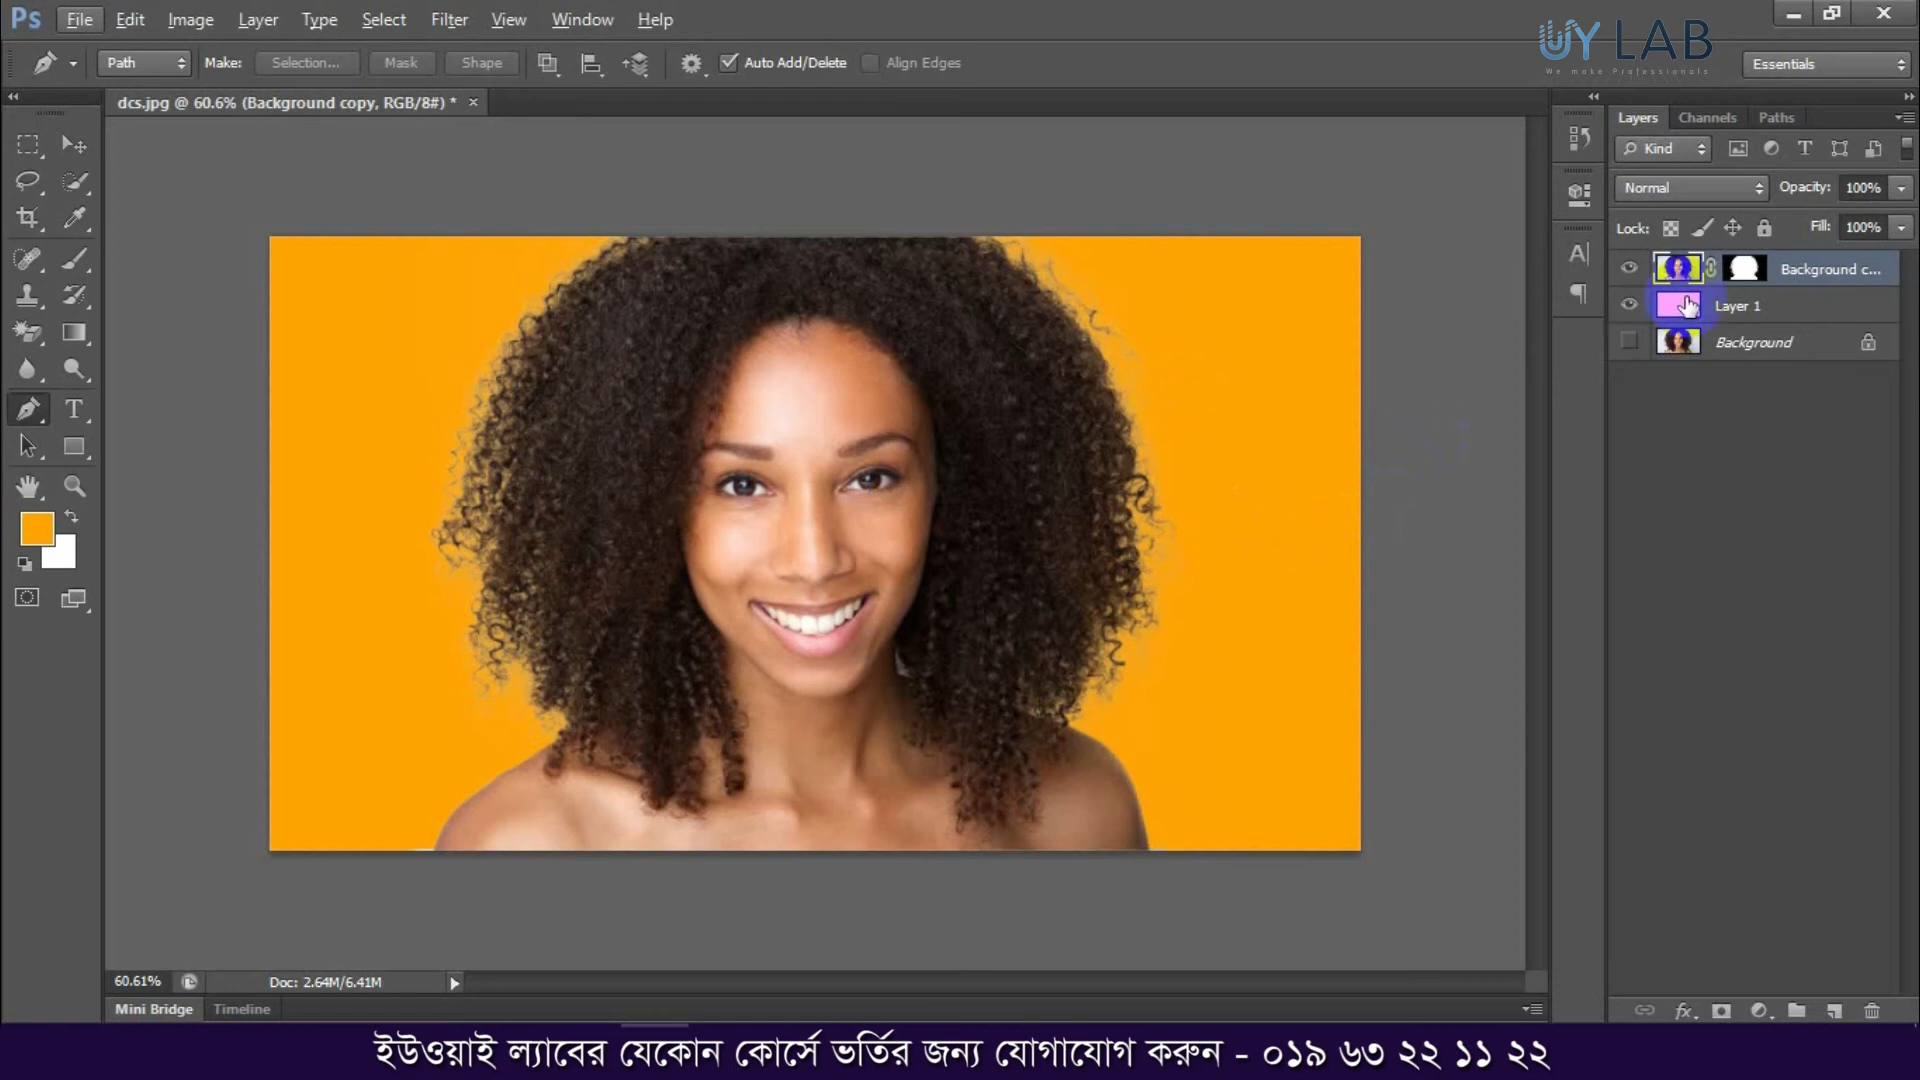 Ps File Edit Image Layer Type Select Filter View Window Help
UY LAB
We make Professionals
Path Make: Selection... Mask Shape Auto Add/Delete Align Edges Essentials
dcs.jpg @ 60.6% (Background copy, RGB/8#) * ×
Layers Channels Paths
Kind
Normal Opacity: 100%
Lock: Fill: 100%
Background c...
Layer 1
Background
60.61% Doc: 2.64M/6.41M
Mini Bridge Timeline
ইউওয়াই ল্যাবের যেকোন কোর্সে ভর্তির জন্য যোগাযোগ করুন - ০১৯ ৬৩ ২২ ১১ ২২